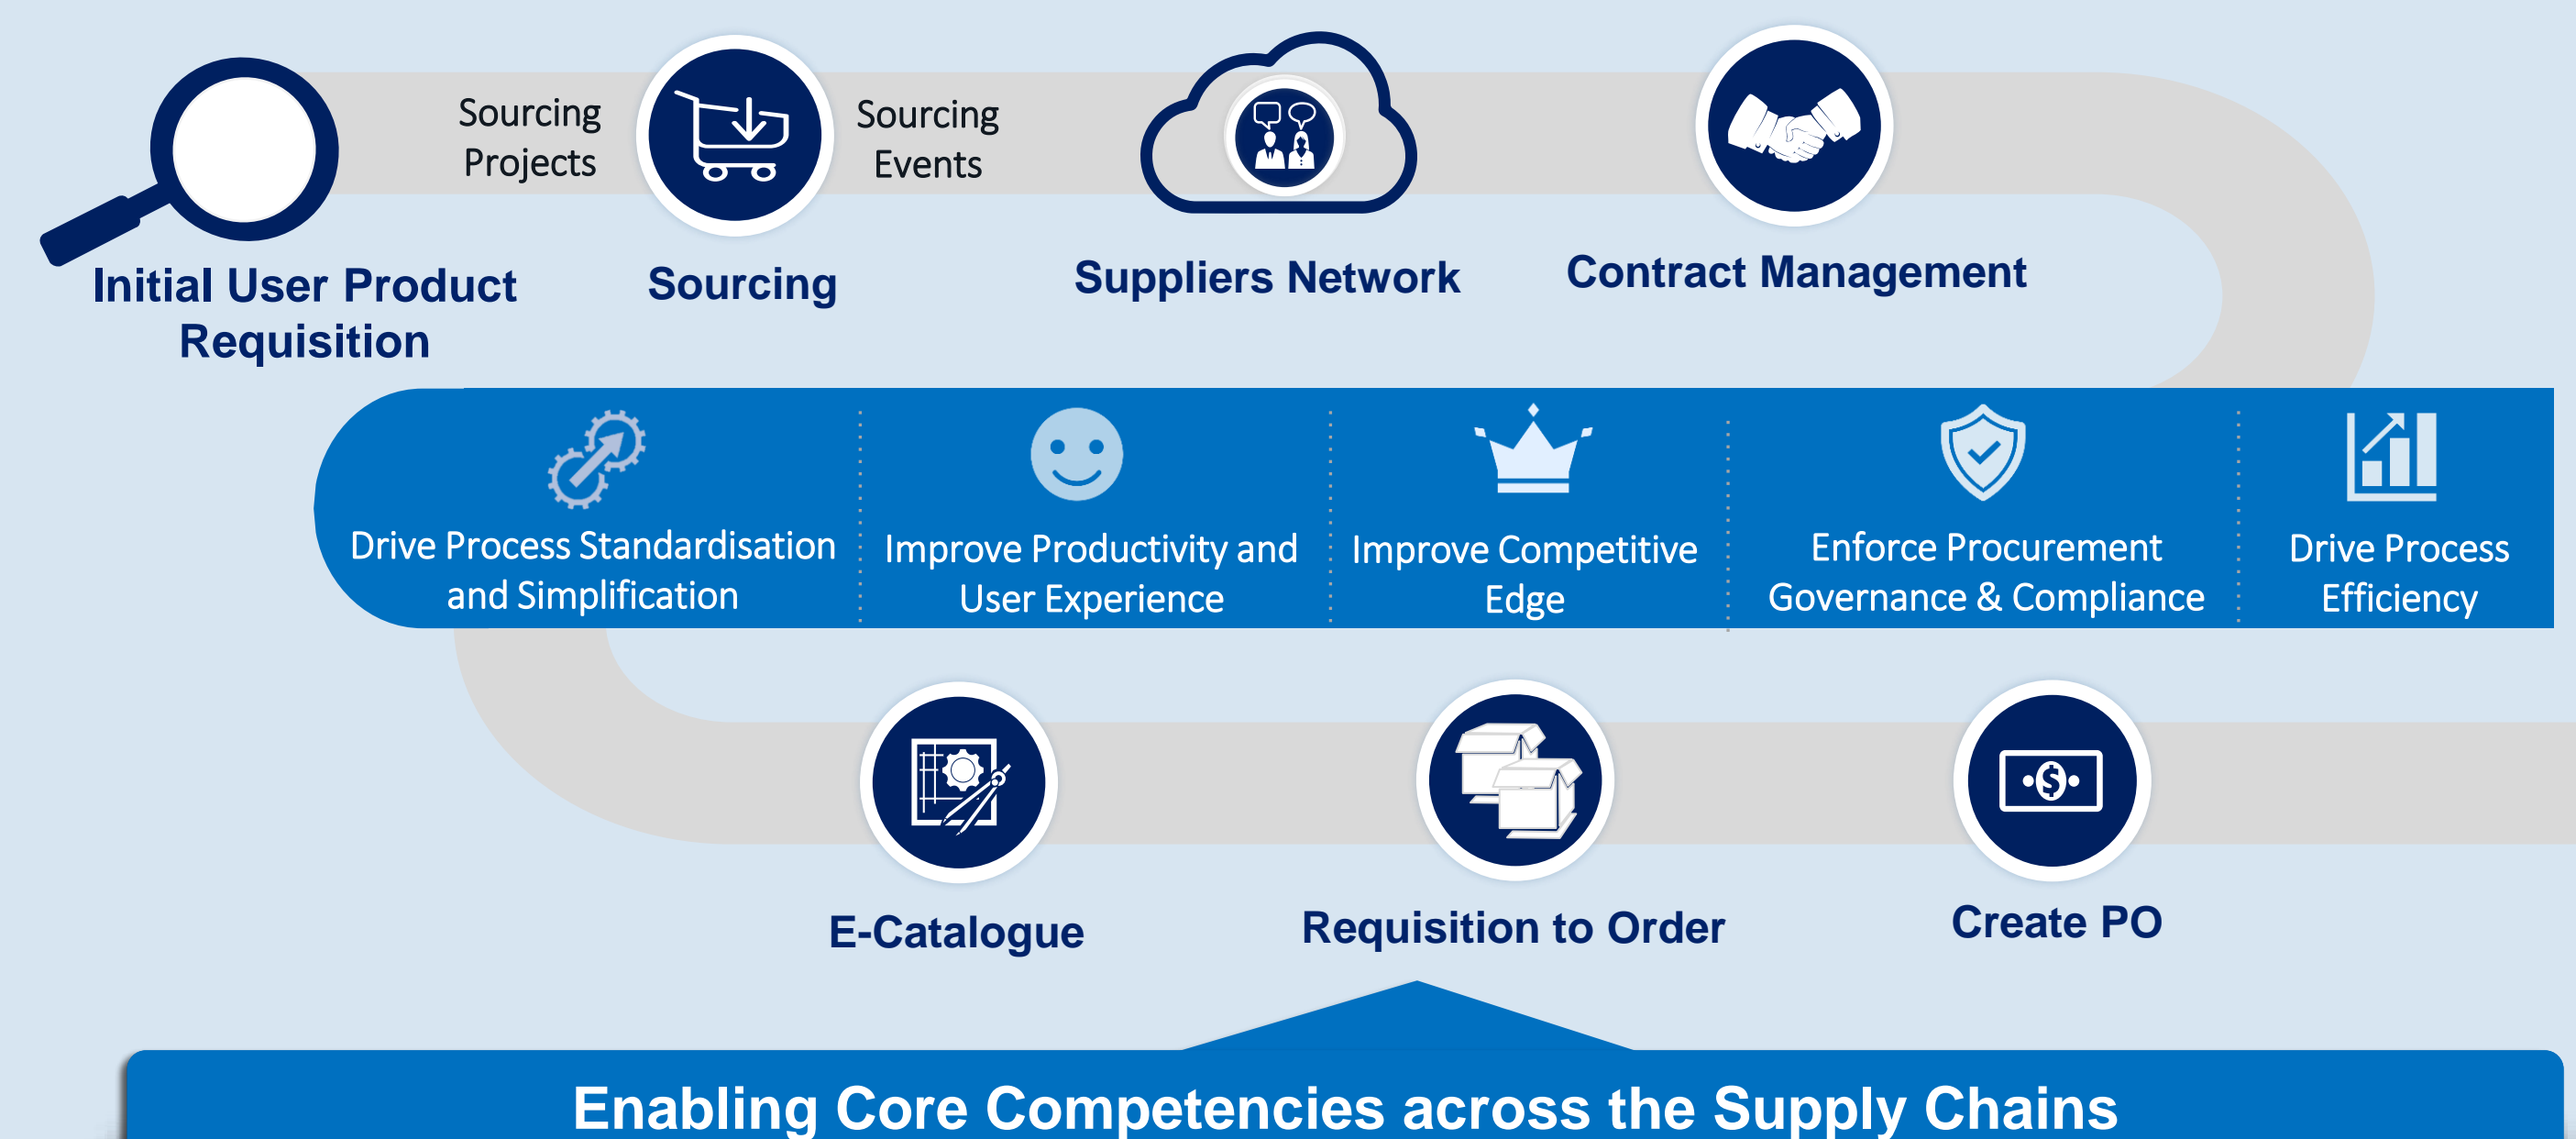 Sourcing
Projects
Sourcing
Events
Initial User Product
Requisition
Sourcing
Suppliers Network
Contract Management
Drive Process Standardisation
and Simplification
Improve Productivity and
User Experience
Improve Competitive
Edge
Enforce Procurement
Governance & Compliance
Drive Process
Efficiency
$
E-Catalogue
Requisition to Order
Create PO
Enabling Core Competencies across the Supply Chains